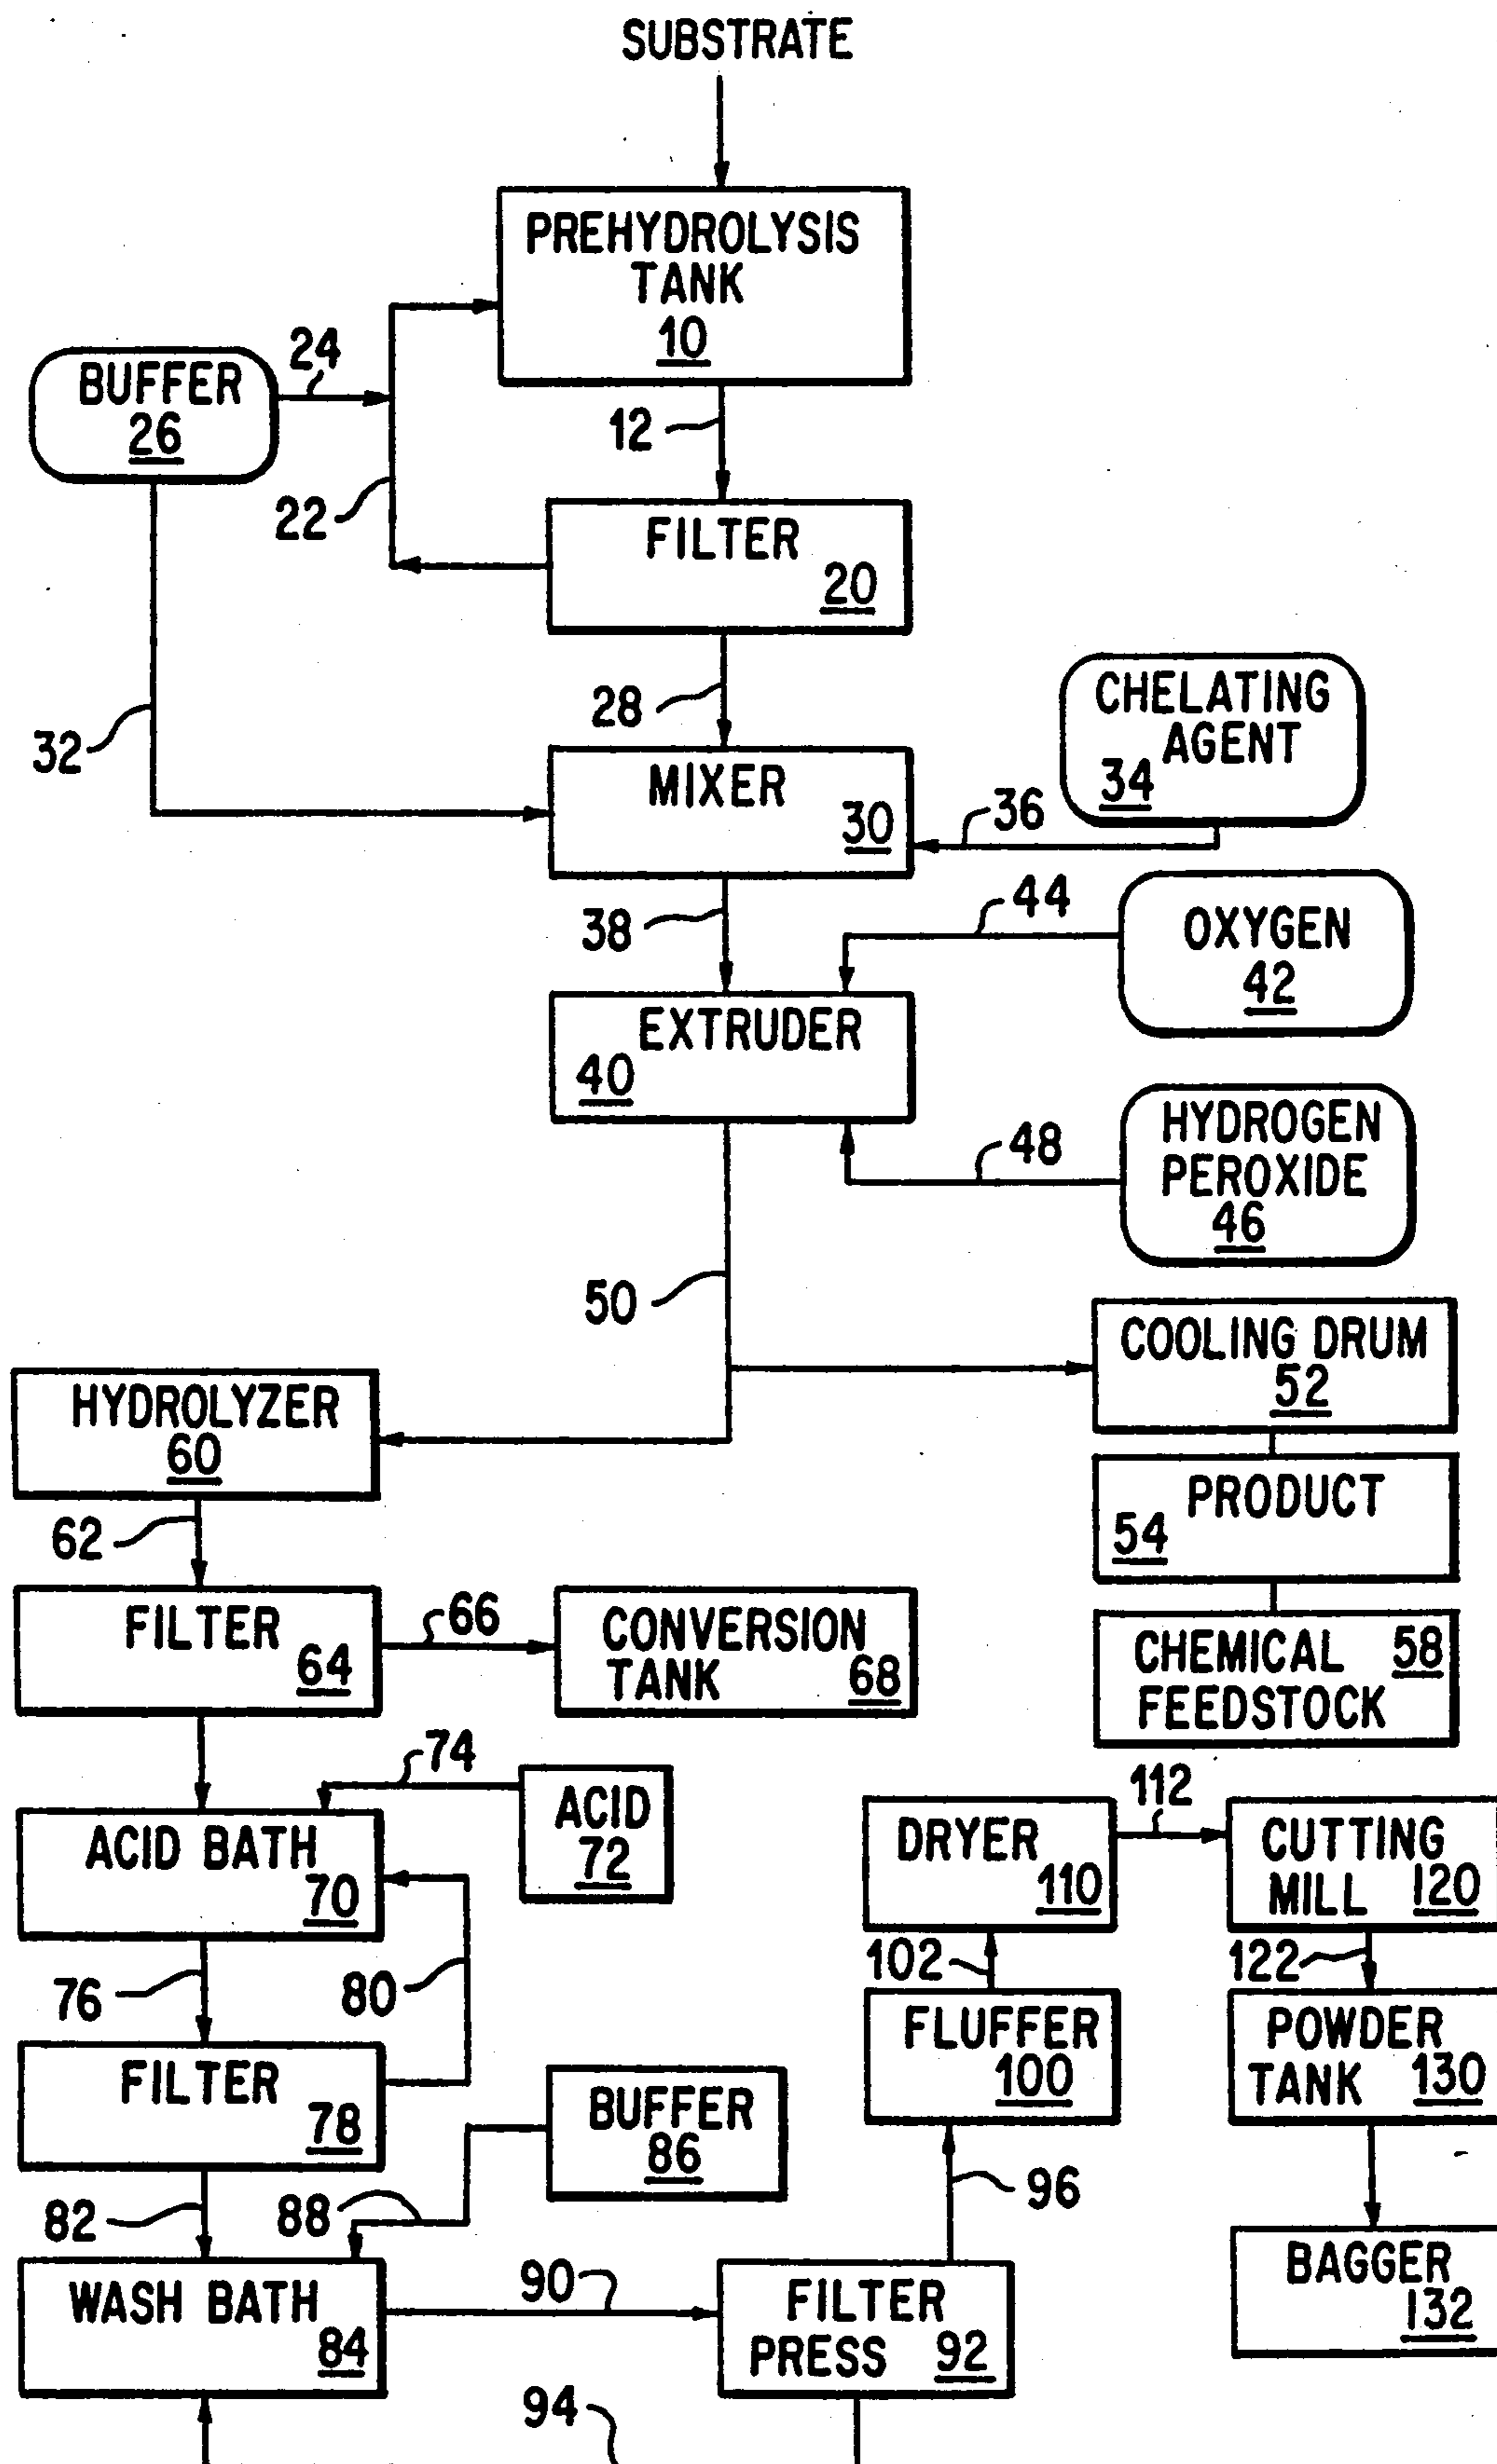 SUBSTRATE
PREHYDROLYSIS
TANK
10
24
BUFFER
26
12
22
FILTER
20
28
CHELATING
AGENT
34
32
MIXER
30
36
38
44
OXYGEN
42
EXTRUDER
40
HYDROGEN
PEROXIDE
46
48
50
COOLING DRUM
52
HYDROLYZER
60
PRODUCT
54
62
FILTER
64
66
CONVERSION
TANK 68
CHEMICAL 58
FEEDSTOCK
74
ACID
72
ACID BATH
70
DRYER
110
112
CUTTING
MILL 120
76
80
102
122
FILTER
78
FLUFFER
100
POWDER
TANK 130
BUFFER
86
82
88
96
WASH BATH
84
90
FILTER
PRESS 92
BAGGER
132
94